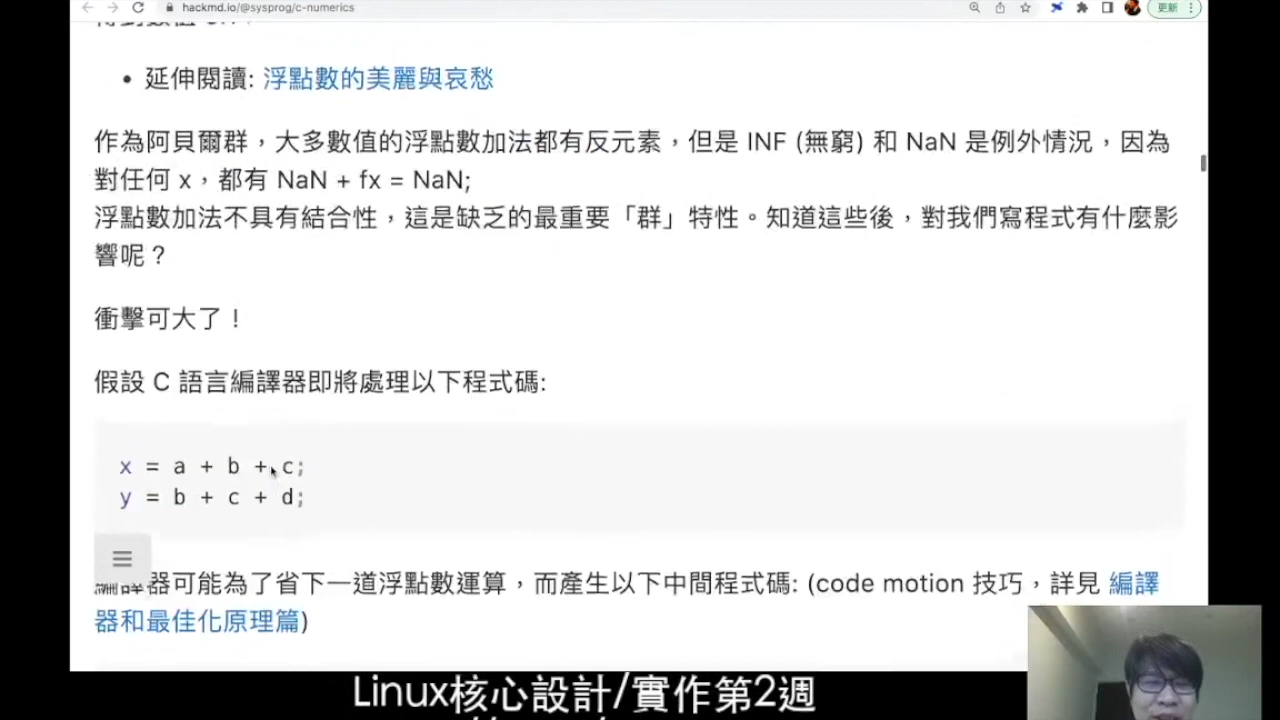 hackmd.io/@sysprog/c-numerics
更新
• 延伸閱讀: 浮點數的美麗與哀愁
作為阿貝爾群，大多數值的浮點數加法都有反元素，但是 INF (無窮) 和 NaN 是例外情況，因為
對任何 x，都有 NaN + fx = NaN;
浮點數加法不具有結合性，這是缺乏的最重要「群」特性。知道這些後，對我們寫程式有什麼影
響呢？
衝擊可大了！
假設 C 語言編譯器即將處理以下程式碼:
x = a + b + c;
y = b + c + d;
編譯器可能為了省下一道浮點數運算，而產生以下中間程式碼: (code motion 技巧，詳見 編譯
器和最佳化原理篇)
Linux核心設計/實作第2週